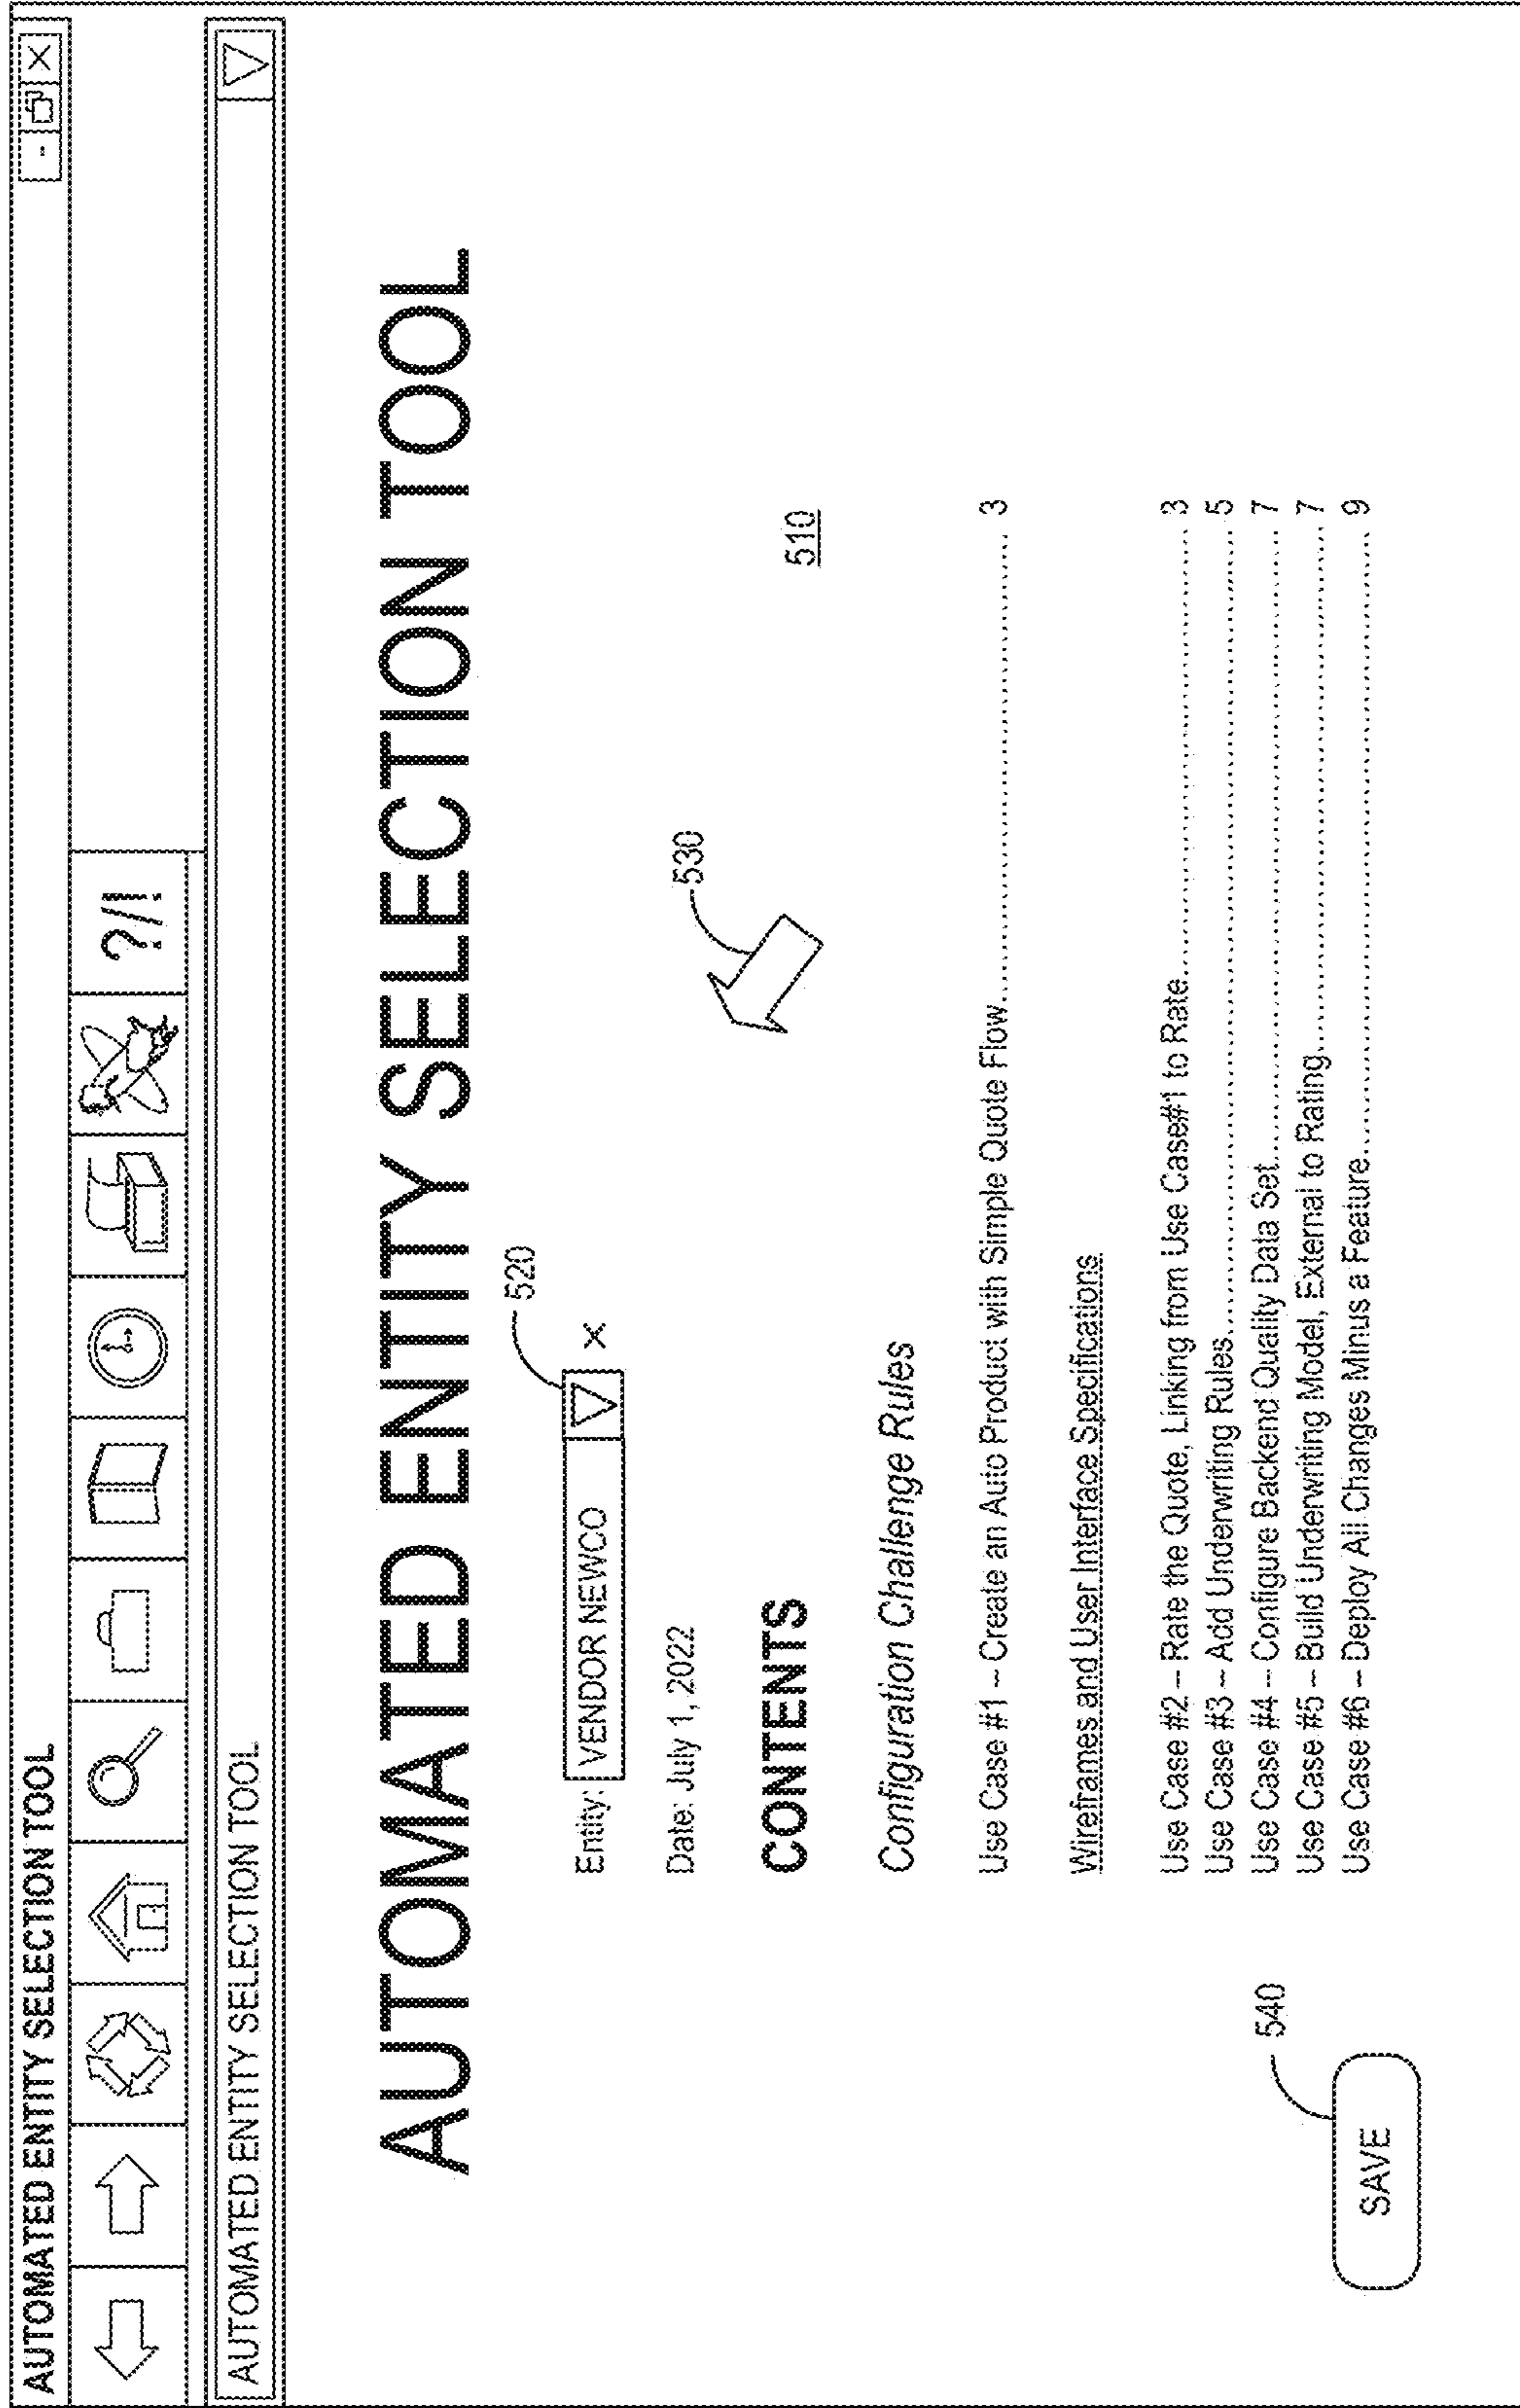 AUTOMATED ENTITY SELECTION TOOL
?/!
AUTOMATED ENTITY SELECTION TOOL
AUTOMATED ENTITY SELECTION TOOL
520
Entity: VENDOR NEWCO X
Date: July 1, 2022
530
CONTENTS
510
Configuration Challenge Rules
Use Case #1 – Create an Auto Product with Simple Quote Flow.......... 3
Wireframes and User Interface Specifications
Use Case #2 – Rate the Quote, Linking from Use Case#1 to Rate.......... 3
Use Case #3 – Add Underwriting Rules.......... 5
Use Case #4 – Configure Backend Quality Data Set.......... 7
Use Case #5 – Build Underwriting Model, External to Rating.......... 7
Use Case #6 – Deploy All Changes Minus a Feature.......... 9
540
SAVE